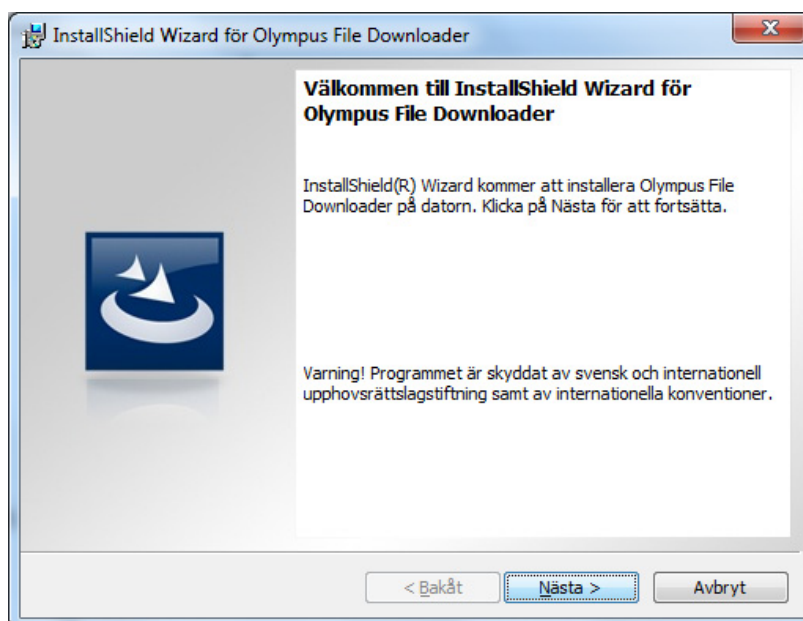 InstallShield Wizard för Olympus File Downloader
Välkommen till InstallShield Wizard för
Olympus File Downloader
InstallShield(R) Wizard kommer att installera Olympus File
Downloader på datorn. Klicka på Nästa för att fortsätta.
Varning! Programmet är skyddat av svensk och internationell
upphovsrättslagstiftning samt av internationella konventioner.
< Bakåt
Nästa >
Avbryt